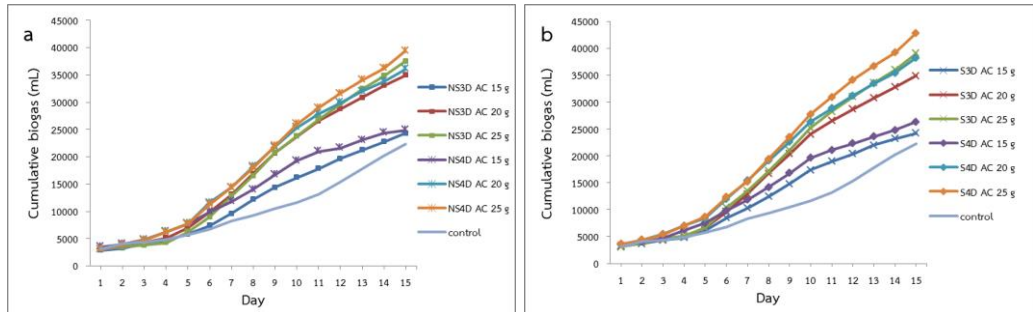 a
Cumulative biogas (mL)
45000
40000
35000
30000
25000
20000
15000
10000
5000
0
1 2 3 4 5 6 7 8 9 10 11 12 13 14 15
Day
NS3D AC 15 g
NS3D AC 20 g
NS3D AC 25 g
NS4D AC 15 g
NS4D AC 20 g
NS4D AC 25 g
control
b
Cumulative biogas (mL)
45000
40000
35000
30000
25000
20000
15000
10000
5000
0
1 2 3 4 5 6 7 8 9 10 11 12 13 14 15
Day
S3D AC 15 g
S3D AC 20 g
S3D AC 25 g
S4D AC 15 g
S4D AC 20 g
S4D AC 25 g
control